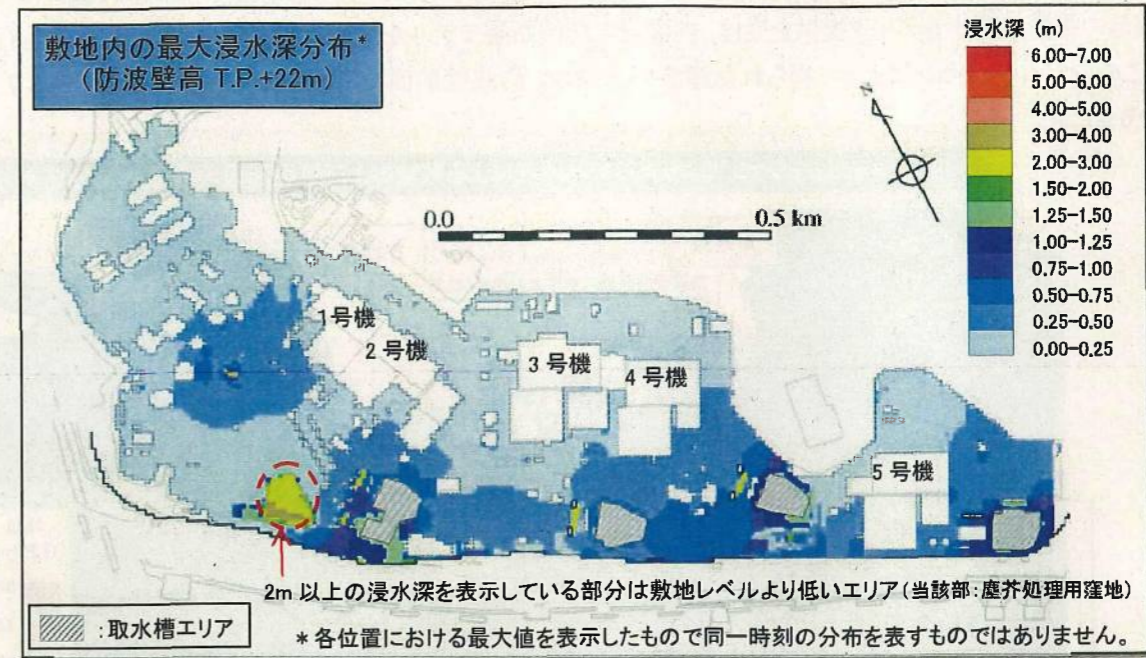 敷地内の最大浸水深分布*
(防波壁高 T.P.+22m)
浸水深 (m)
6.00-7.00
5.00-6.00
4.00-5.00
3.00-4.00
2.00-3.00
1.50-2.00
1.25-1.50
1.00-1.25
0.75-1.00
0.50-0.75
0.25-0.50
0.00-0.25
N
0.0 0.5 km
1号機
2号機
3号機
4号機
5号機
2m 以上の浸水深を表示している部分は敷地レベルより低いエリア(当該部:塵芥処理用窪地)
:取水槽エリア
*各位置における最大値を表示したもので同一時刻の分布を表すものではありません。